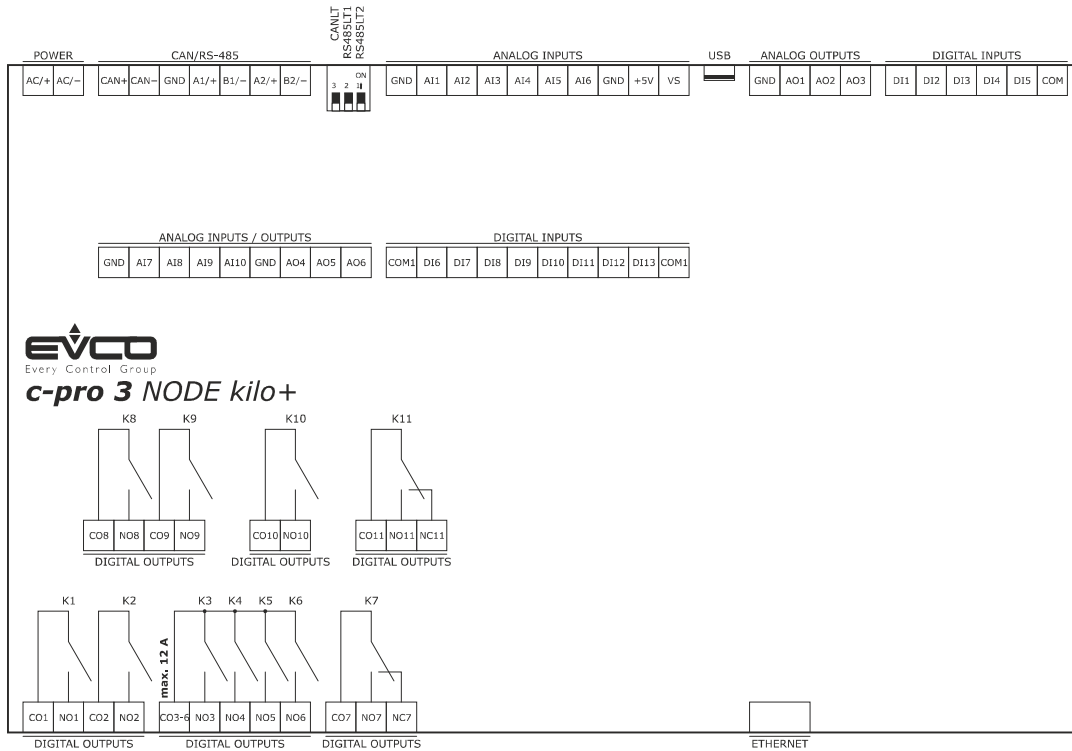 CANLT
RS485LT1
RS485LT2
POWER
CAN/RS-485
ANALOG INPUTS
USB
ANALOG OUTPUTS
DIGITAL INPUTS
AC/+ AC/-
CAN+ CAN- GND A1/+ B1/- A2/+ B2/-
ON
3 2 1
GND AI1 AI2 AI3 AI4 AI5 AI6 GND +5V VS
GND AO1 AO2 AO3
DI1 DI2 DI3 DI4 DI5 COM
ANALOG INPUTS / OUTPUTS
DIGITAL INPUTS
GND AI7 AI8 AI9 AI10 GND AO4 AO5 AO6
COM1 DI6 DI7 DI8 DI9 DI10 DI11 DI12 DI13 COM1
EVCO
Every Control Group
c-pro 3 NODE kilo+
K8 K9 K10 K11
CO8 NO8 CO9 NO9
CO10 NO10
CO11 NO11 NC11
DIGITAL OUTPUTS
DIGITAL OUTPUTS
DIGITAL OUTPUTS
K1 K2 K3 K4 K5 K6 K7
max. 12 A
CO1 NO1 CO2 NO2
CO3-6 NO3 NO4 NO5 NO6
CO7 NO7 NC7
DIGITAL OUTPUTS
DIGITAL OUTPUTS
DIGITAL OUTPUTS
ETHERNET